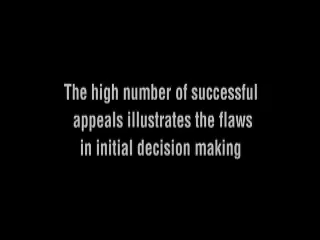 The high number of successful
appeals illustrates the flaws
in initial decision making